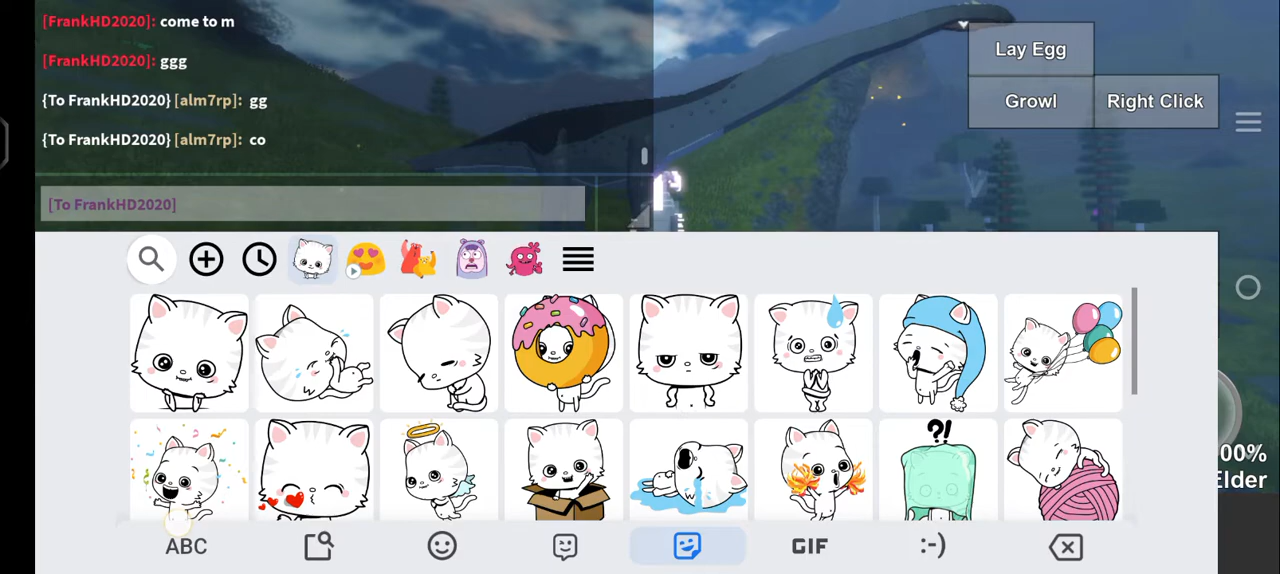 [FrankHD2020]: come to m
[FrankHD2020]: ggg
{To FrankHD2020} [alm7rp]: gg
{To FrankHD2020} [alm7rp]: co
[To FrankHD2020]
Lay Egg
Growl
Right Click
00%
Elder
?!
ABC
GIF
:-)